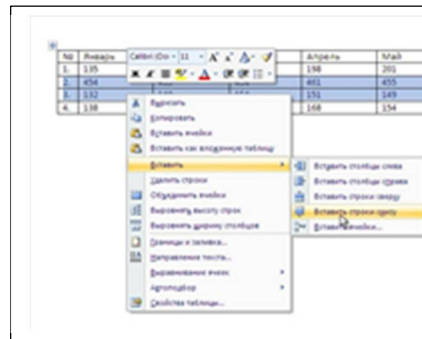 № Январь Апрель Май
Calibri (Осн 11
1. 135 198 201
2. 454 461 455
3. 132 151 149
4. 138 168 154
Вырезать
Копировать
Вставить ячейки
Вставить как вложенную таблицу
Вставить
Удалить строки
Объединить ячейки
Выровнять высоту строк
Выровнять ширину столбцов
Границы и заливка...
Направление текста...
Выравнивание ячеек
Автоподбор
Свойства таблицы...
Вставить столбцы слева
Вставить столбцы справа
Вставить строки сверху
Вставить строки снизу
Вставить ячейки...